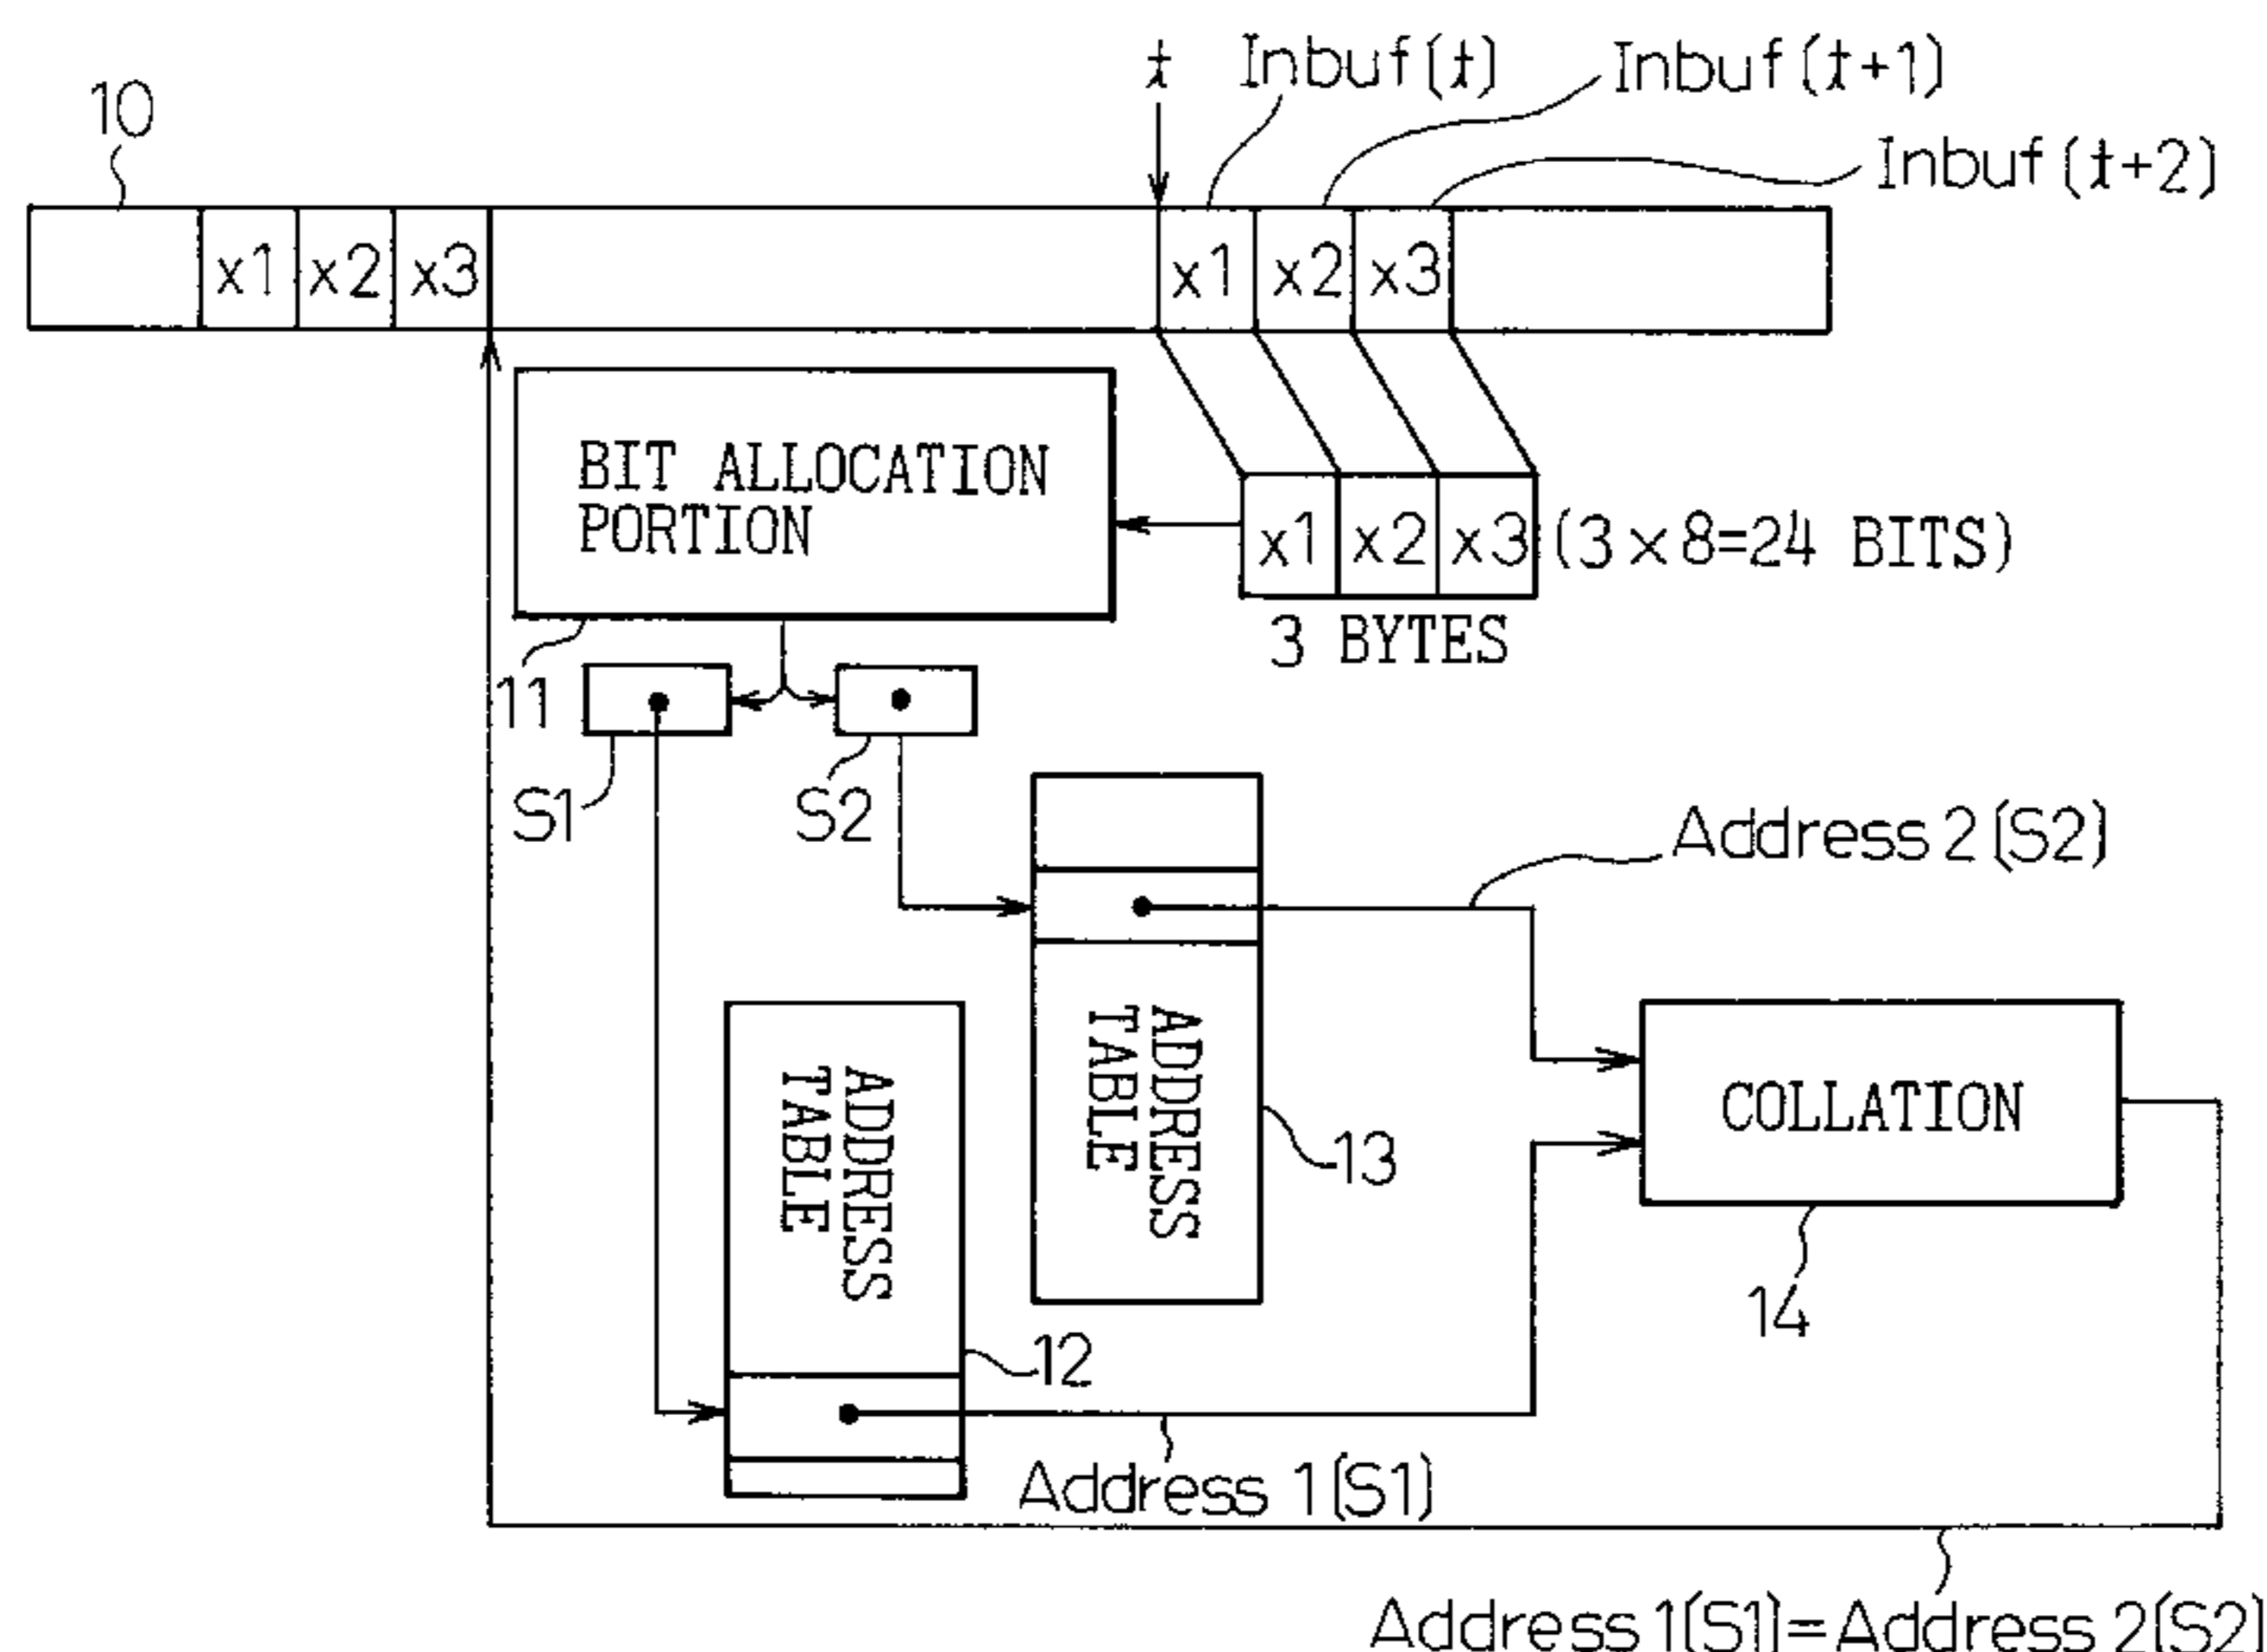 t Inbuf(t) Inbuf(t+1)
10
Inbuf(t+2)
x1 x2 x3 x1 x2 x3
BIT ALLOCATION
PORTION
x1 x2 x3 (3×8=24 BITS)
3 BYTES
11
S1 S2
Address 2(S2)
ADDRESS
TABLE
13
COLLATION
ADDRESS
TABLE
14
12
Address 1(S1)
Address 1(S1)=Address 2(S2)